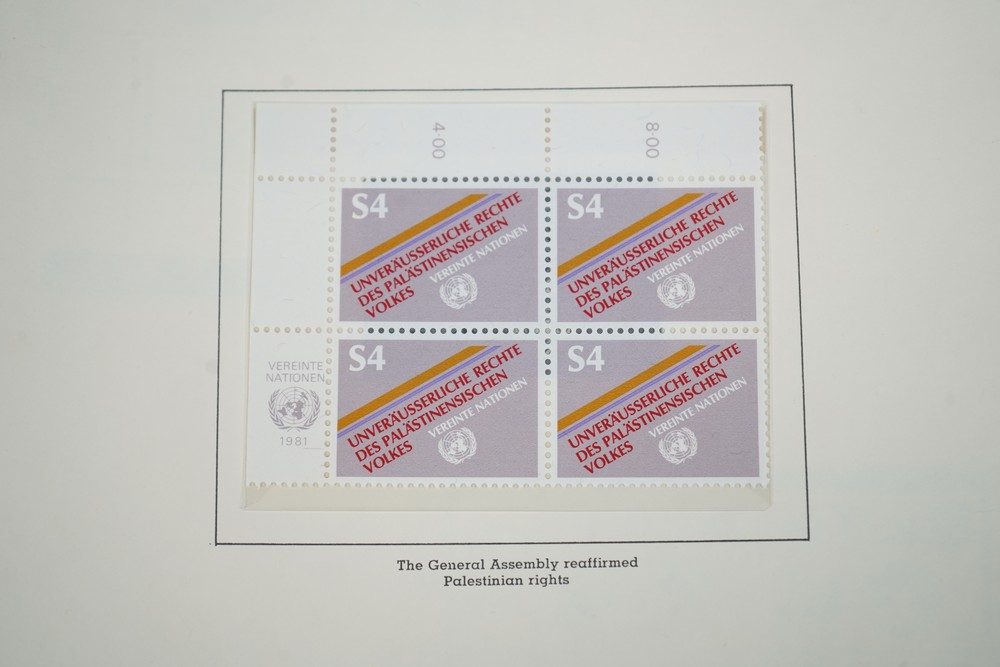 4·00
8·00
S4
UNVERÄUSSERLICHE RECHTE
DES PALÄSTINENSISCHEN
VOLKES
VEREINTE NATIONEN
S4
UNVERÄUSSERLICHE RECHTE
DES PALÄSTINENSISCHEN
VOLKES
VEREINTE NATIONEN
VEREINTE
NATIONEN
1981
S4
UNVERÄUSSERLICHE RECHTE
DES PALÄSTINENSISCHEN
VOLKES
VEREINTE NATIONEN
S4
UNVERÄUSSERLICHE RECHTE
DES PALÄSTINENSISCHEN
VOLKES
VEREINTE NATIONEN
The General Assembly reaffirmed
Palestinian rights